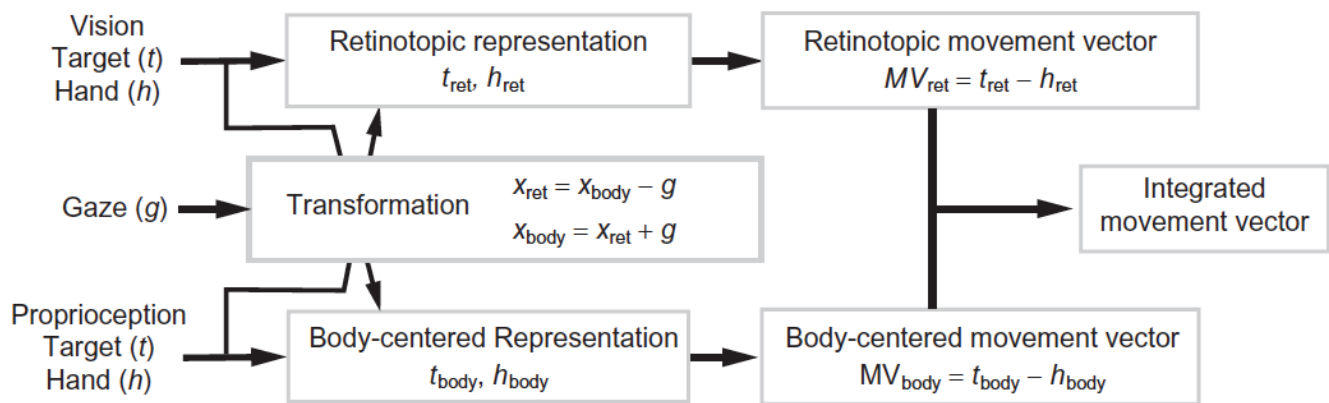 Vision
Target (t)
Hand (h)
Retinotopic representation
t_ret, h_ret
Retinotopic movement vector
MV_ret = t_ret – h_ret
Gaze (g)
Transformation
x_ret = x_body – g
x_body = x_ret + g
Integrated
movement vector
Proprioception
Target (t)
Hand (h)
Body-centered Representation
t_body, h_body
Body-centered movement vector
MV_body = t_body – h_body